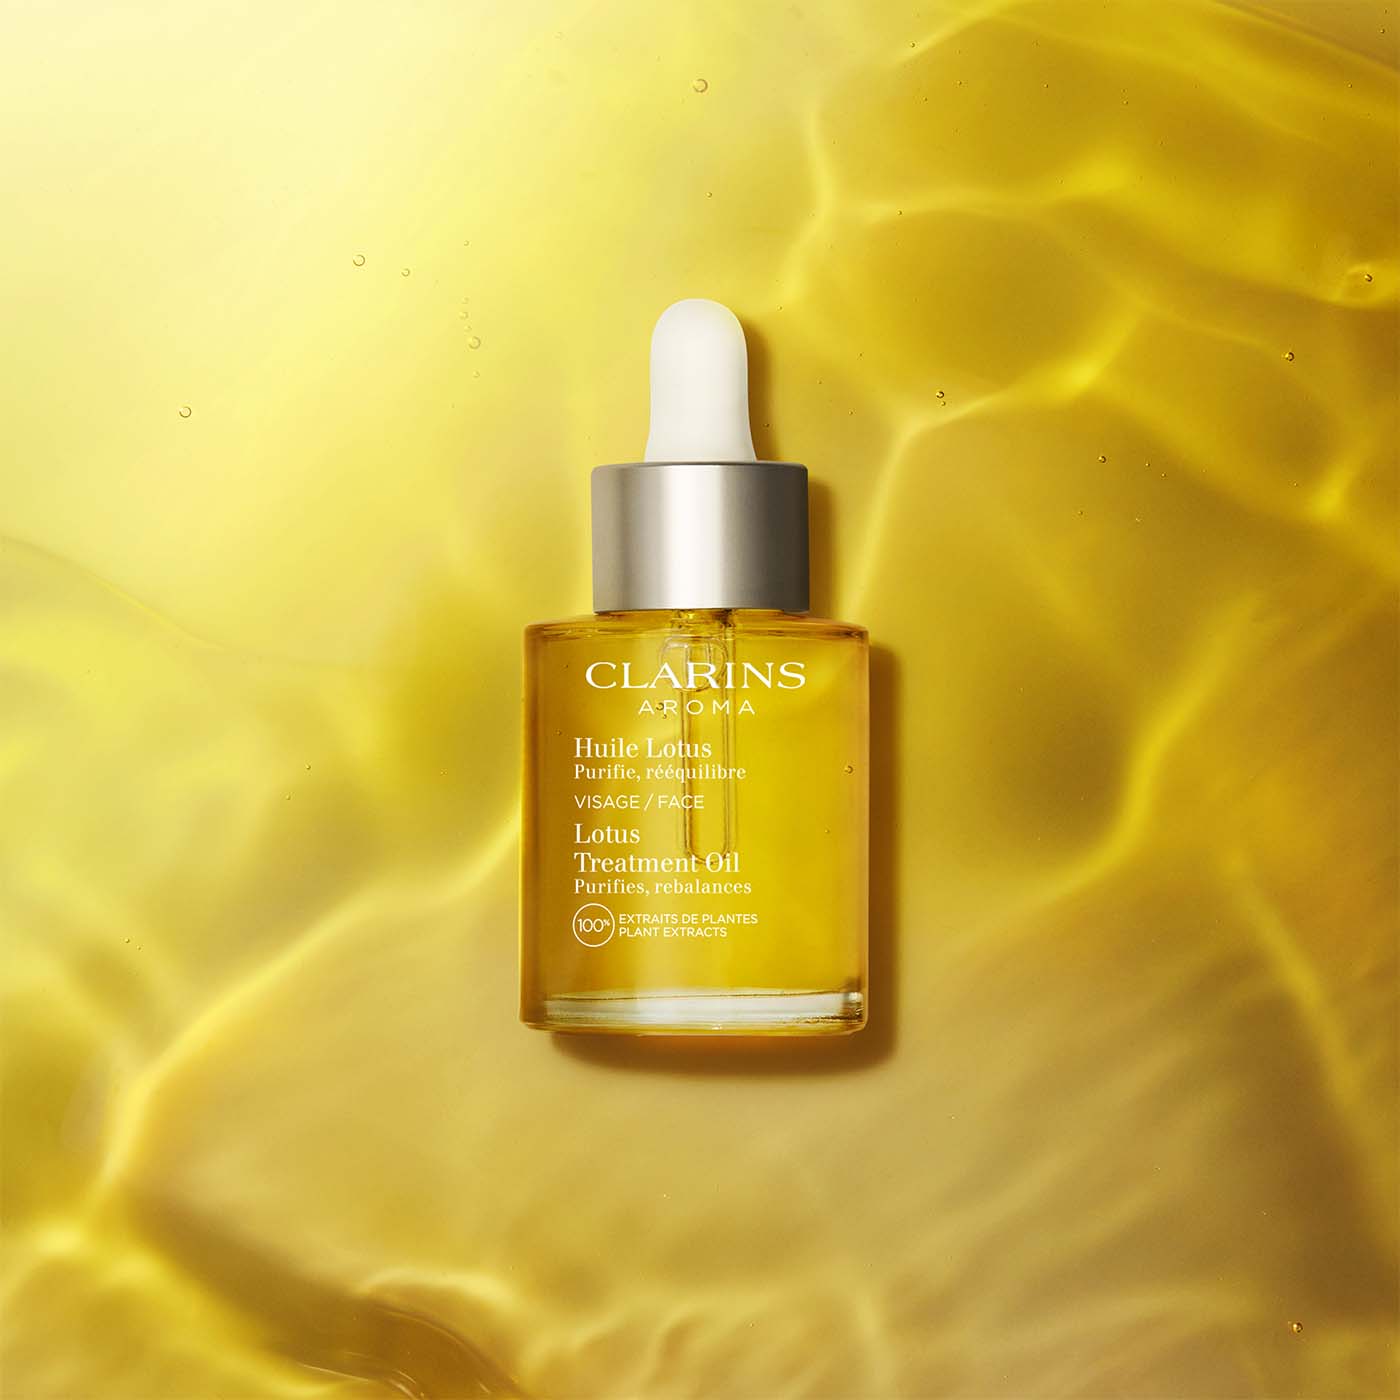 CLARINS
AROMA
Huile Lotus
Purifie, rééquilibre
VISAGE / FACE
Lotus
Treatment Oil
Purifies, rebalances
100% EXTRAITS DE PLANTES
PLANT EXTRACTS